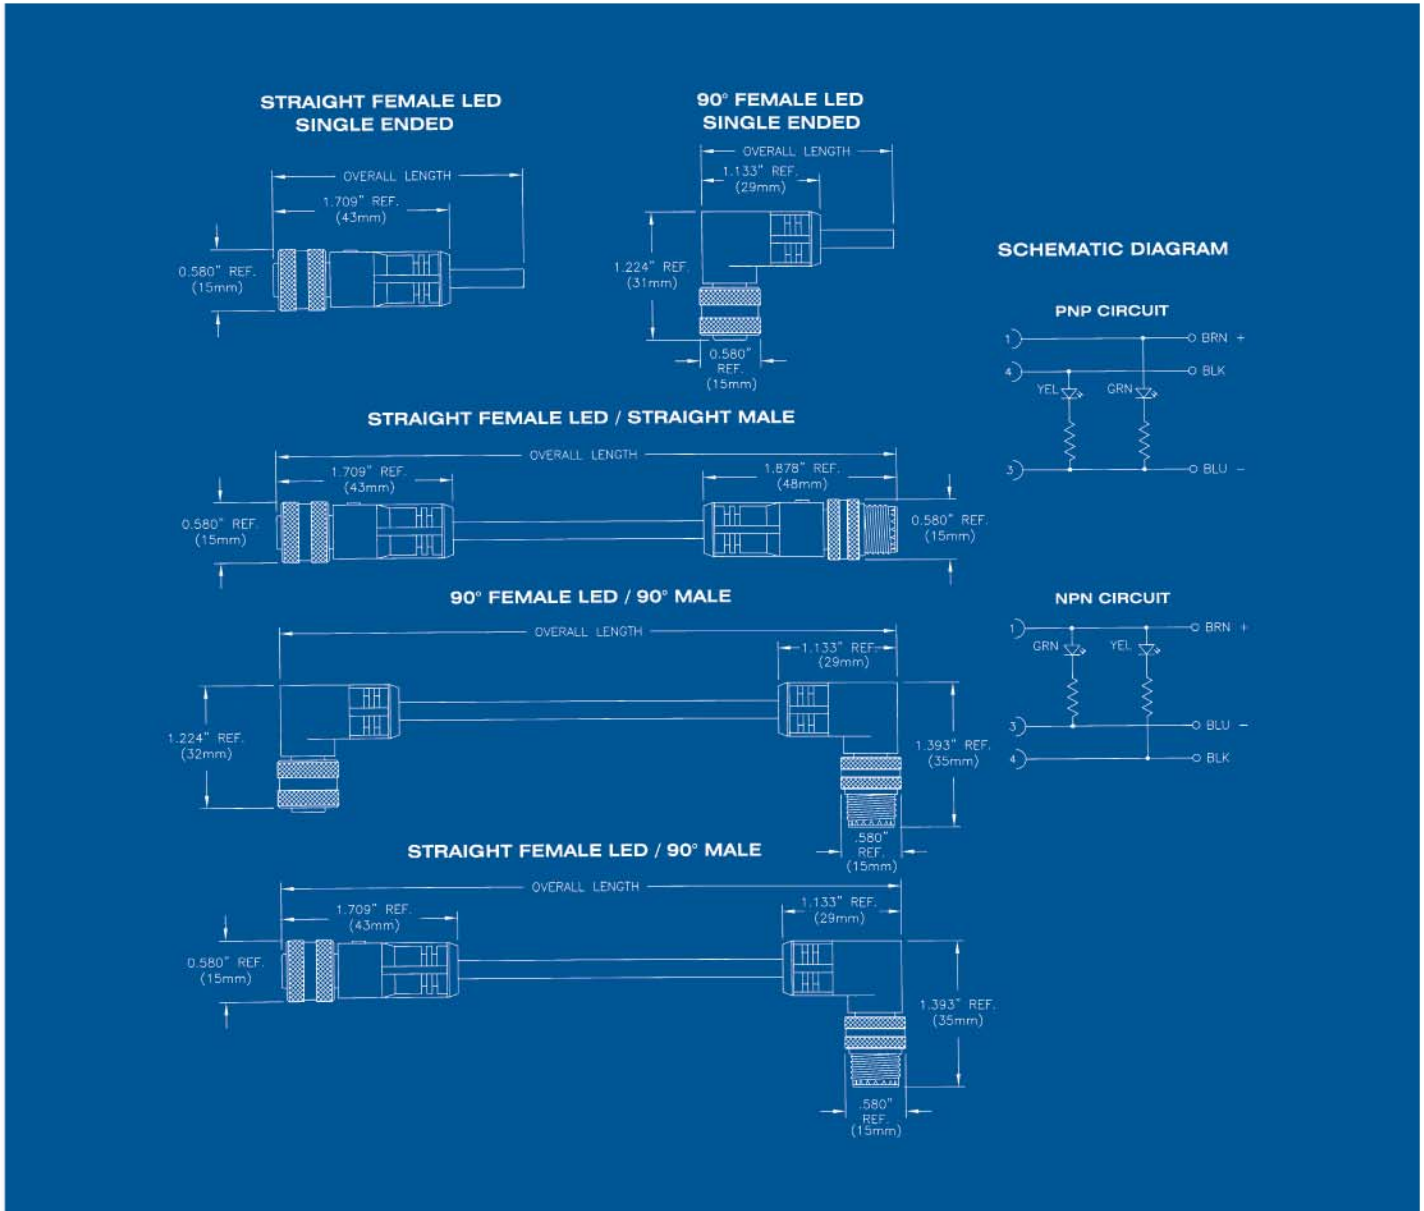 STRAIGHT FEMALE LED
SINGLE ENDED
OVERALL LENGTH
1.709" REF.
(43mm)
0.580" REF.
(15mm)
90° FEMALE LED
SINGLE ENDED
OVERALL LENGTH
1.133" REF.
(29mm)
1.224" REF.
(31mm)
0.580"
REF.
(15mm)
STRAIGHT FEMALE LED / STRAIGHT MALE
OVERALL LENGTH
1.709" REF.
(43mm)
1.878" REF.
(48mm)
0.580" REF.
(15mm)
0.580" REF.
(15mm)
90° FEMALE LED / 90° MALE
OVERALL LENGTH
1.133" REF.
(29mm)
1.224" REF.
(32mm)
1.393" REF.
(35mm)
.580"
REF.
(15mm)
STRAIGHT FEMALE LED / 90° MALE
OVERALL LENGTH
1.709" REF.
(43mm)
1.133" REF.
(29mm)
0.580" REF.
(15mm)
1.393" REF.
(35mm)
.580"
REF.
(15mm)
SCHEMATIC DIAGRAM
PNP CIRCUIT
1 BRN +
4 BLK
YEL GRN
3 BLU -
NPN CIRCUIT
1 BRN +
GRN YEL
3 BLU -
4 BLK